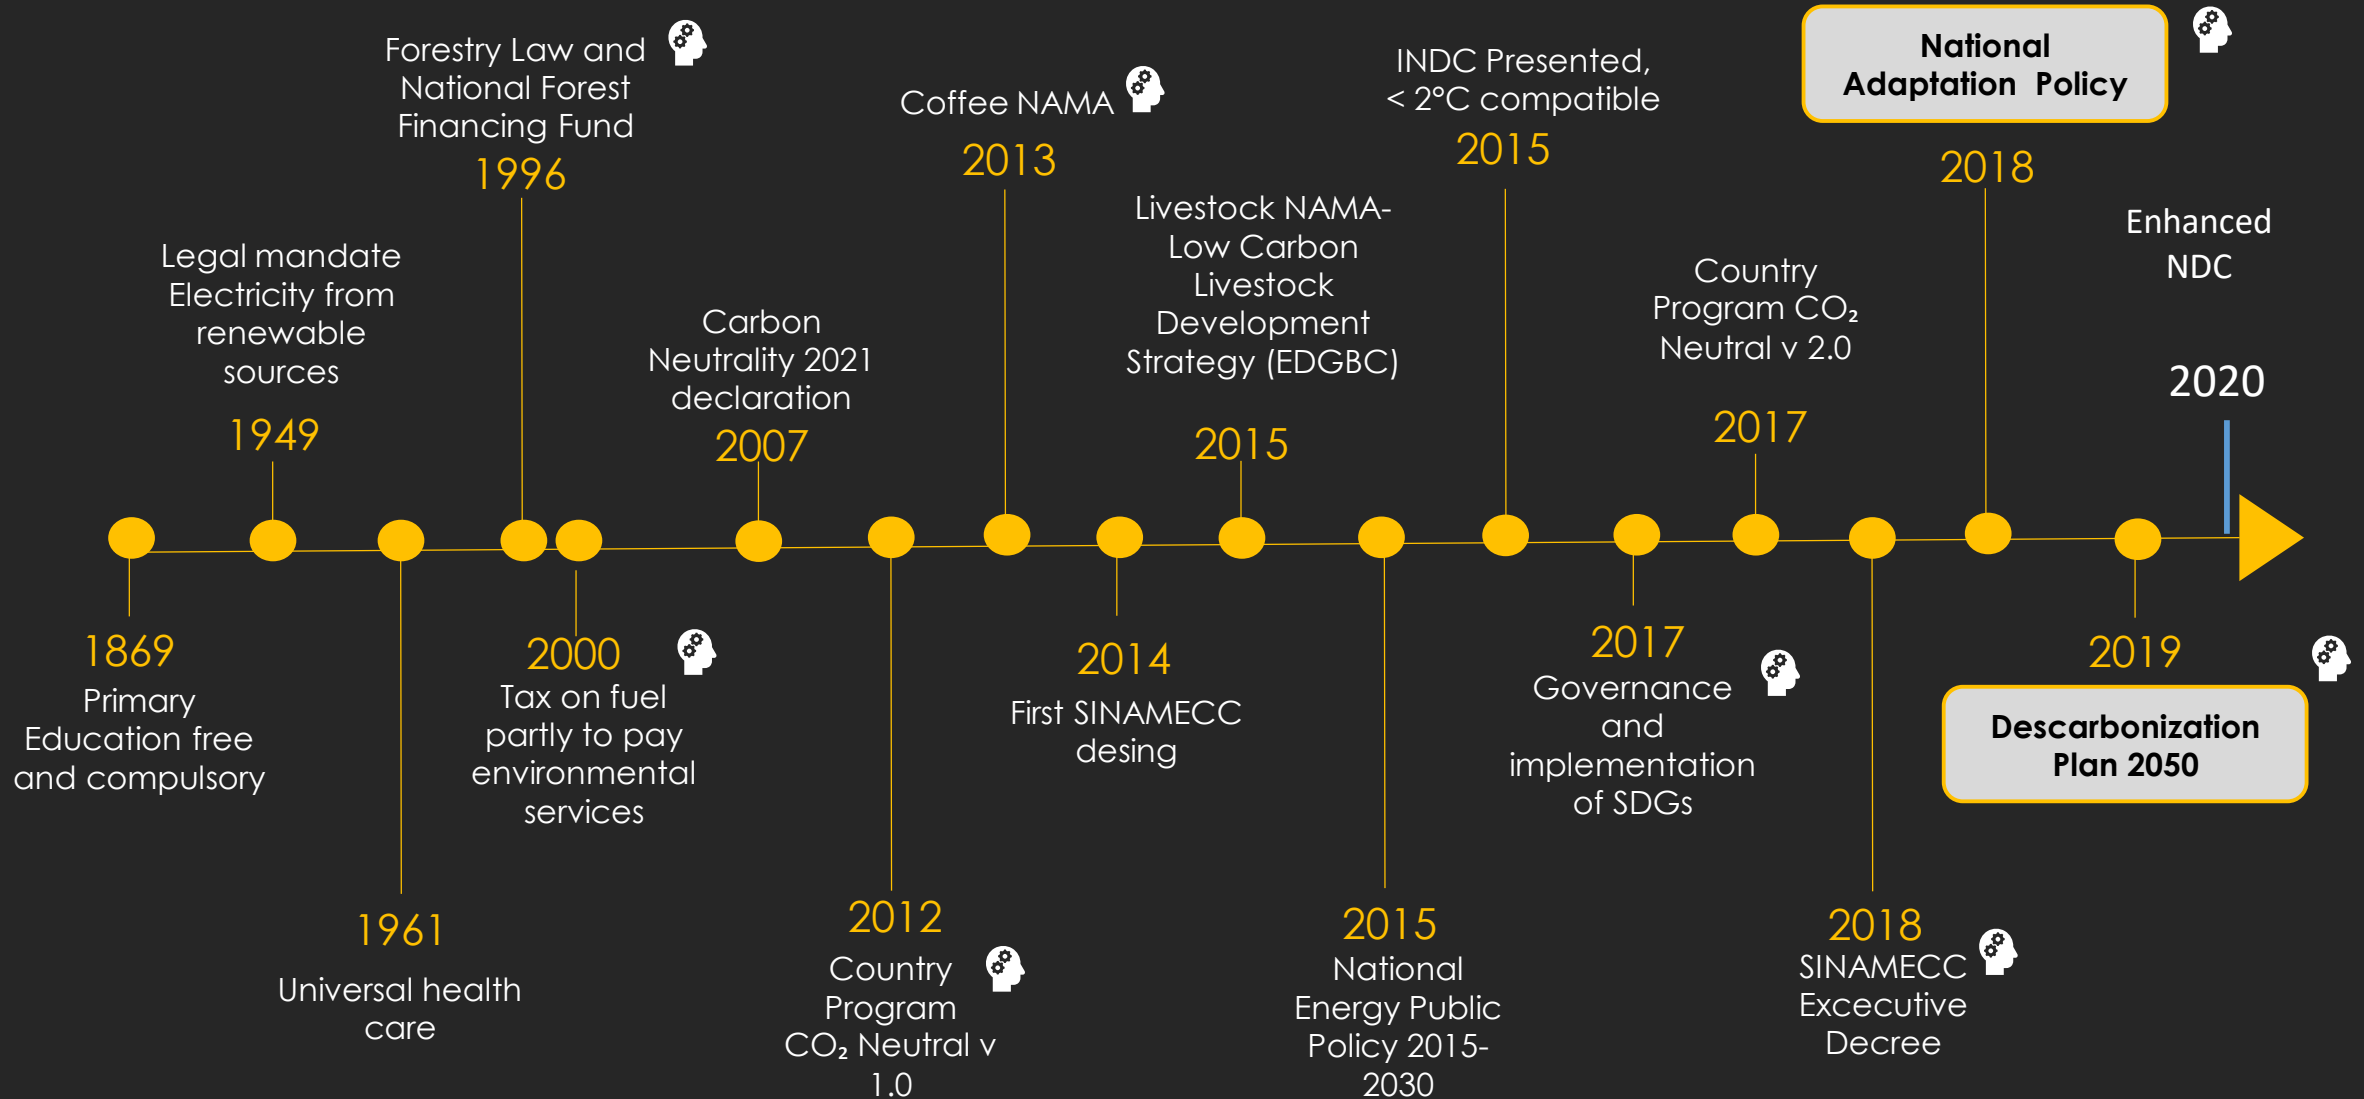 Primary
Education free
and compulsory
1869
Legal mandate
Electricity from
renewable
sources
1949
1961
Universal health
care
Forestry Law and
National Forest
Financing Fund
1996
2000
Tax on fuel
partly to pay
environmental
services
Carbon
Neutrality 2021
declaration
2007
2012
Country
Program
CO₂ Neutral v
1.0
Coffee NAMA
2013
2014
First SINAMECC
desing
Livestock NAMA-
Low Carbon
Livestock
Development
Strategy (EDGBC)
2015
2015
National
Energy Public
Policy 2015-
2030
INDC Presented,
< 2°C compatible
2015
2017
Governance
and
implementation
of SDGs
Country
Program CO₂
Neutral v 2.0
2017
2018
SINAMECC
Excecutive
Decree
National
Adaptation Policy
2018
2019
Descarbonization
Plan 2050
Enhanced
NDC
2020